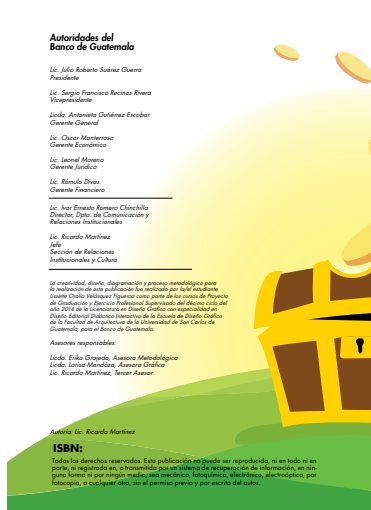 Autoridades del
Banco de Guatemala
Lic. Julio Roberto Suárez Guerra
Presidente
Lic. Sergio Francisco Recinos Rivera
Vicepresidente
Licda. Antonieta Gutiérrez Escobar
Gerente General
Lic. Oscar Monterroso
Gerente Económico
Lic. Leonel Moreno
Gerente Jurídico
Lic. Rómulo Divas
Gerente Financiero
Lic. Ivar Ernesto Romero Chinchilla
Director, Dpto. de Comunicación y
Relaciones Institucionales
Lic. Ricardo Martínez
Jefe
Sección de Relaciones
Institucionales y Cultura
La creatividad, diseño, diagramación y proceso metodológico para
la realización de esta publicación fue realizado por la/el estudiante
Lissette Oralia Velásquez Figueroa como parte de los cursos de Proyecto
de Graduación y Ejercicio Profesional Supervisado del décimo ciclo del
año 2014 de la Licenciatura en Diseño Gráfico con especialidad en
Diseño Editorial Didáctico Interactivo de la Escuela de Diseño Gráfico
de la Facultad de Arquitectura de la Universidad de San Carlos de
Guatemala; para el Banco de Guatemala.
Asesores responsables:
Licda. Erika Grajeda, Asesora Metodológica
Licda. Larisa Mendóza, Asesora Gráfica
Lic. Ricardo Martínez, Tercer Asesor
Autoría: Lic. Ricardo Martínez
ISBN:
Todos los derechos reservados. Esta publicación no puede ser reproducida, ni en todo ni en
parte, ni registrada en, o transmitida por un sistema de recuperación de información, en nin-
guna forma ni por ningún medio, sea mecánico, fotoquímico, electrónico, electroóptico, por
fotocopia, o cualquier otro, sin el permiso previo y por escrito del autor.